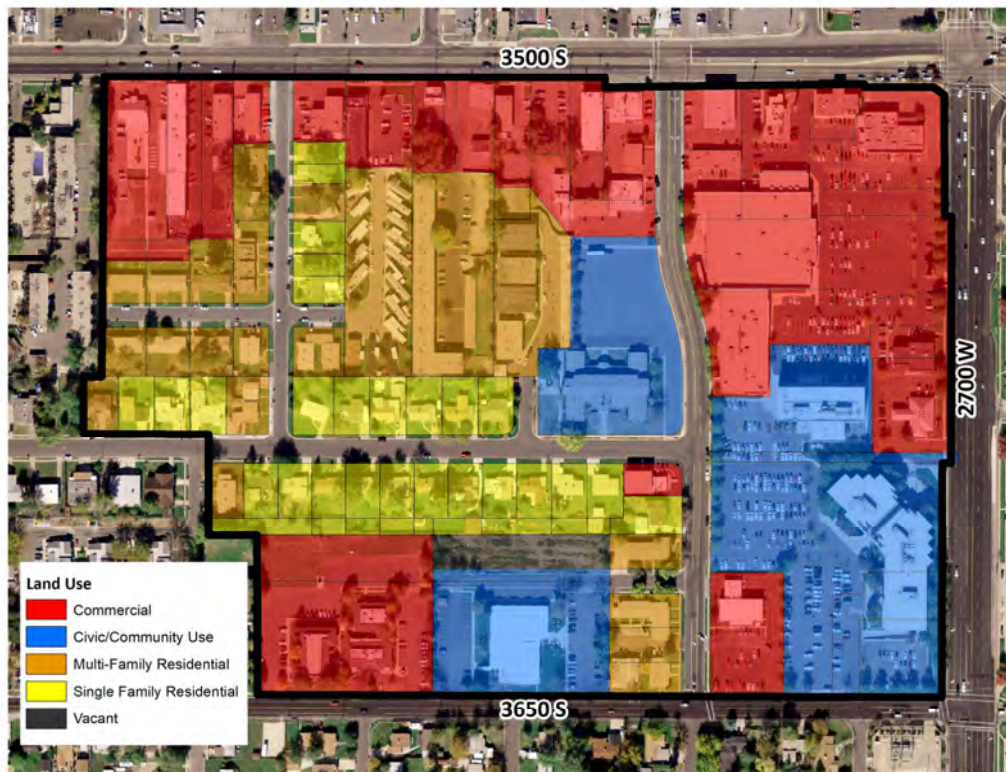 3500 S
2700 W
Land Use
Commercial
Civic/Community Use
Multi-Family Residential
Single Family Residential
Vacant
3650 S